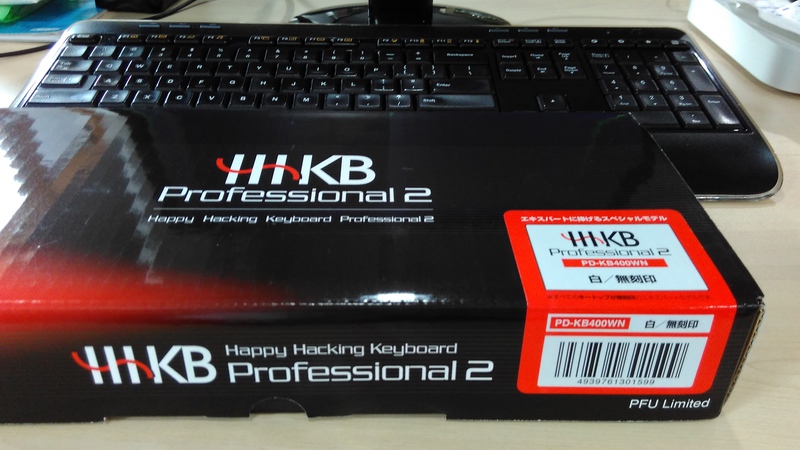 HHKB
Professional 2
Happy Hacking Keyboard Professional 2
エキスパートに捧げるスペシャルモデル
HHKB
Professional 2
PD-KB400WN
白/無刻印
PD-KB400WN 白/無刻印
4939761301599
HHKB Happy Hacking Keyboard
Professional 2
PFU Limited